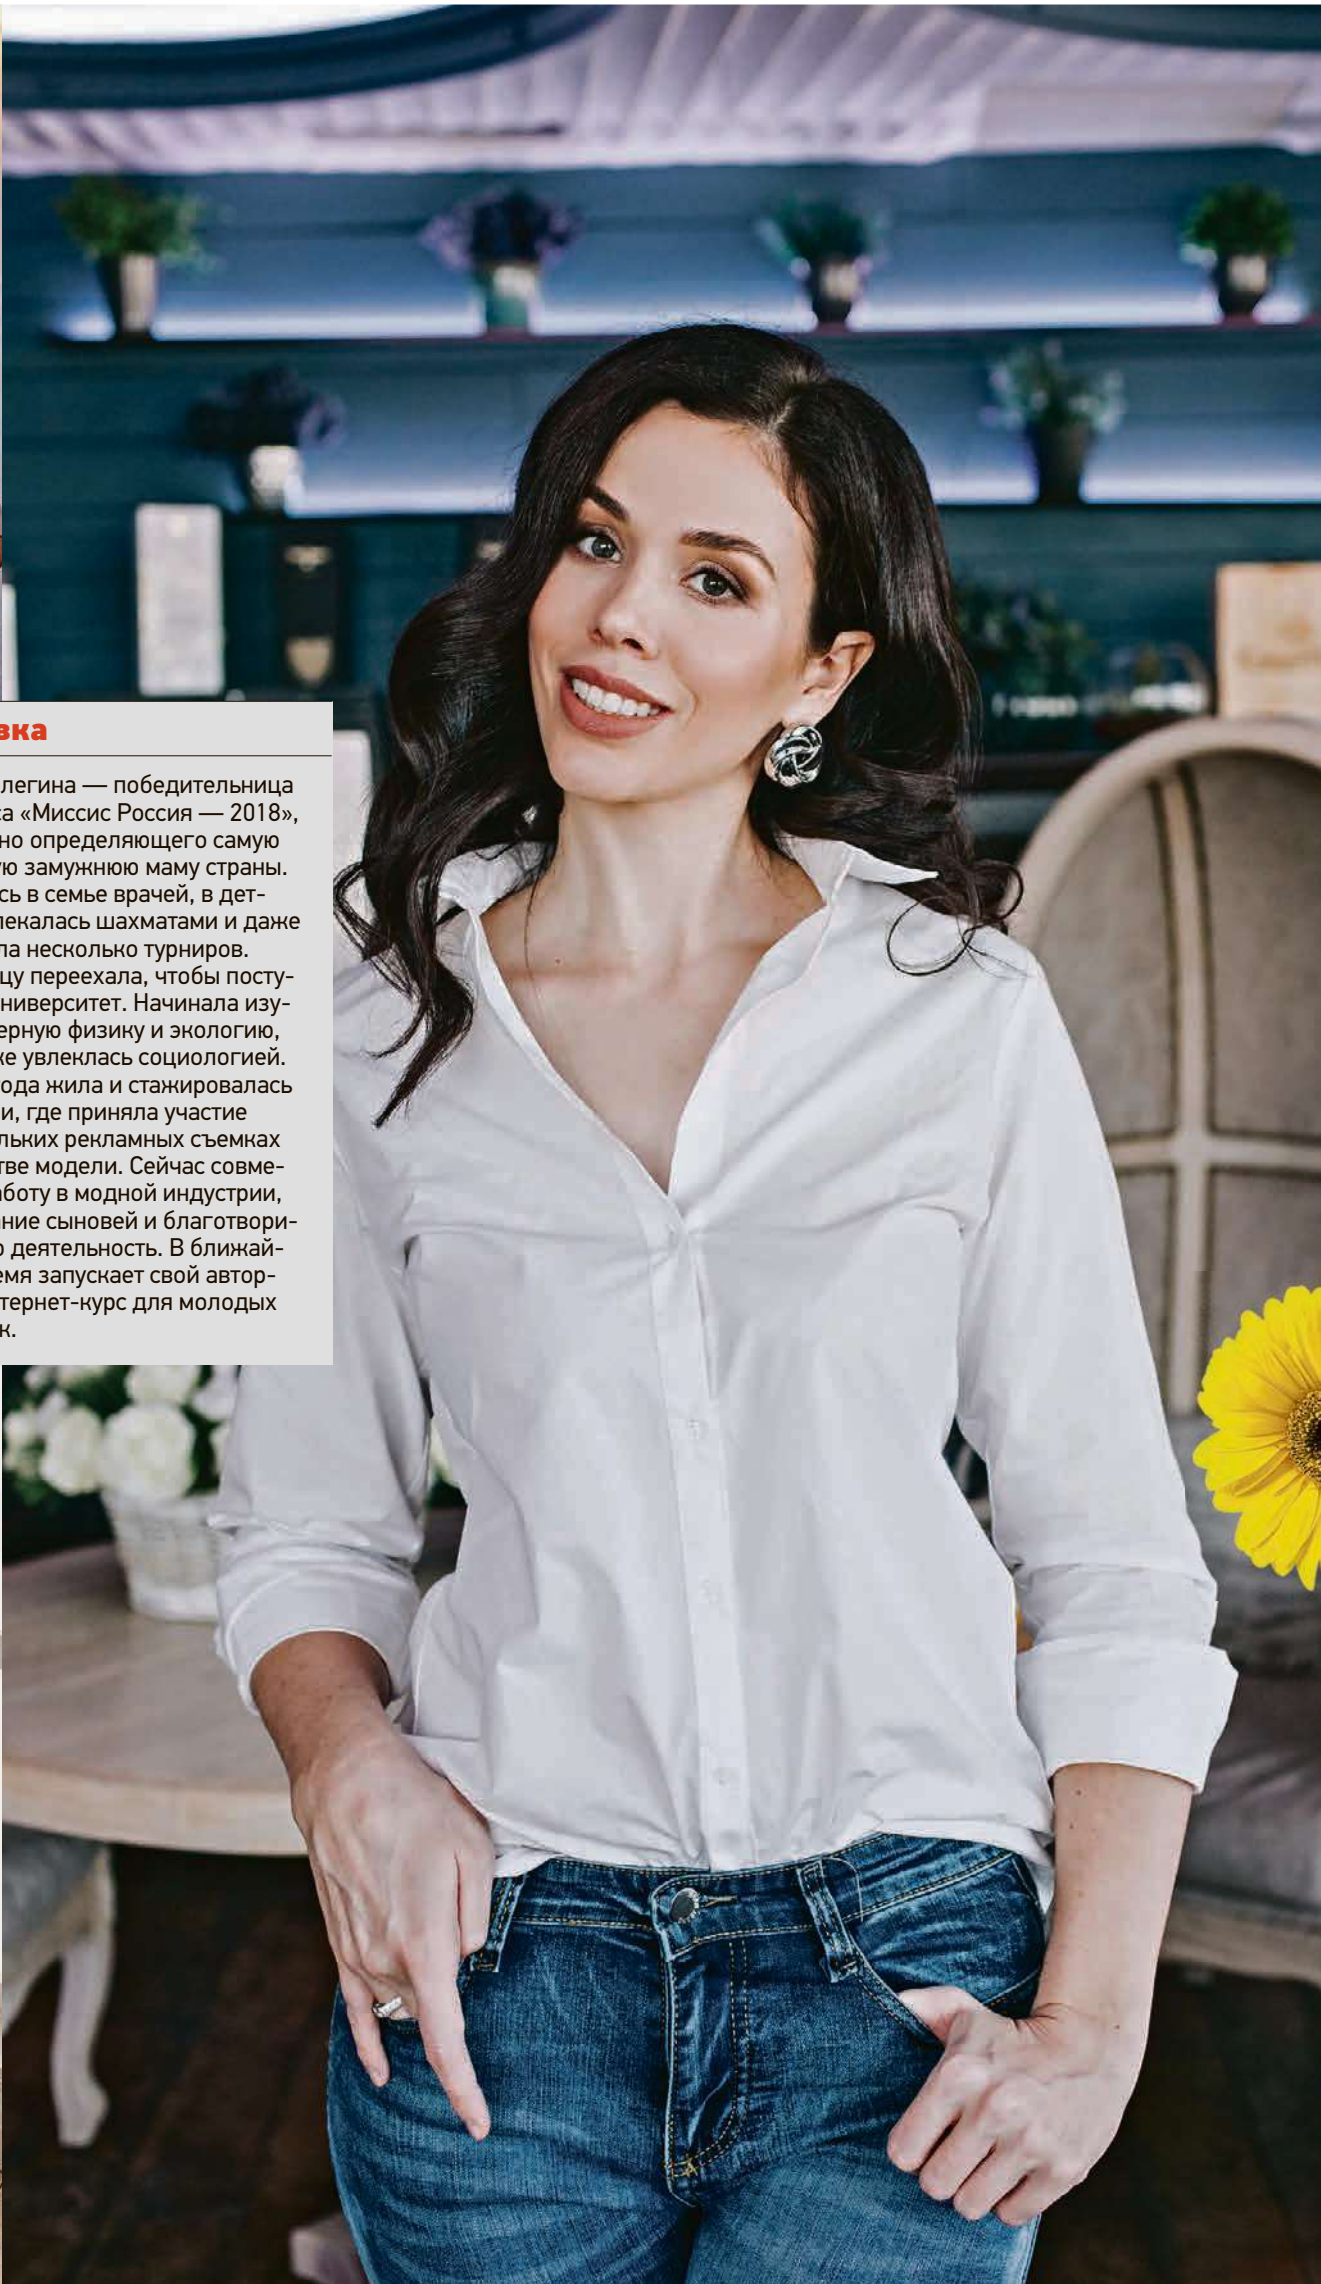 вка
легина — победительница
са «Миссис Россия — 2018»,
но определяющего самую
ую замужнюю маму страны.
сь в семье врачей, в дет-
лекалась шахматами и даже
ла несколько турниров.
цу переехала, чтобы посту-
ниверситет. Начинала изу-
ерную физику и экологию,
же увлеклась социологией.
ода жила и стажировалась
и, где приняла участие
льких рекламных съемках
тве модели. Сейчас совме-
аботу в модной индустрии,
ние сыновей и благотвори-
ю деятельность. В ближай-
емя запускает свой автор-
тернет-курс для молодых
к.